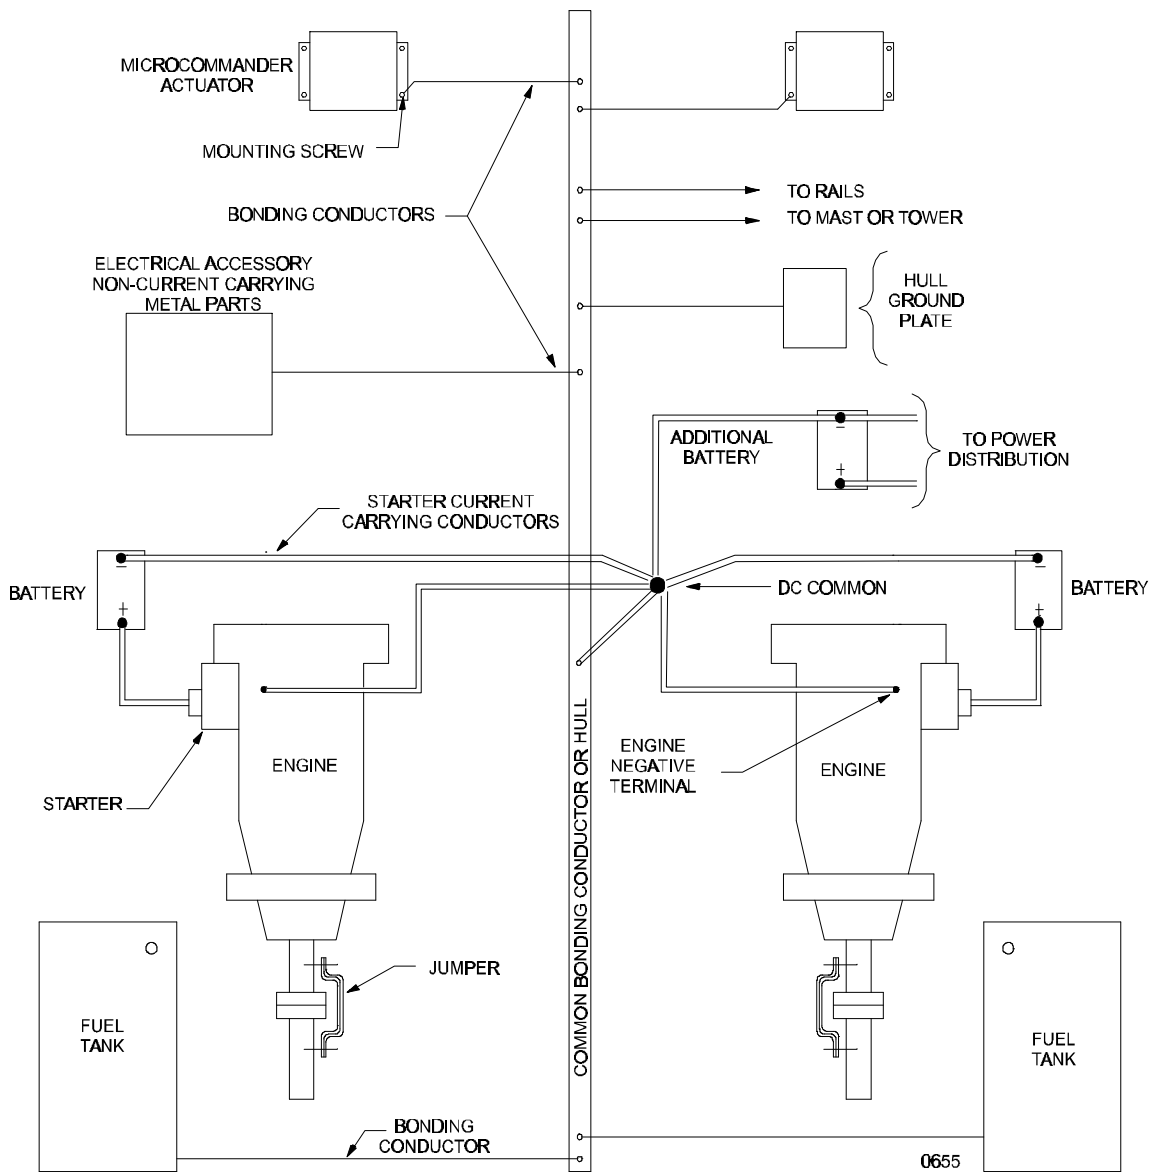 MICROCOMMANDER
ACTUATOR
MOUNTING SCREW
BONDING CONDUCTORS
TO RAILS
TO MAST OR TOWER
ELECTRICAL ACCESSORY
NON-CURRENT CARRYING
METAL PARTS
HULL
GROUND
PLATE
ADDITIONAL
BATTERY
−
+
TO POWER
DISTRIBUTION
STARTER CURRENT
CARRYING CONDUCTORS
BATTERY
−
+
DC COMMON
−
+
BATTERY
ENGINE
STARTER
ENGINE
NEGATIVE
TERMINAL
ENGINE
COMMON BONDING CONDUCTOR OR HULL
JUMPER
FUEL
TANK
FUEL
TANK
BONDING
CONDUCTOR
0655